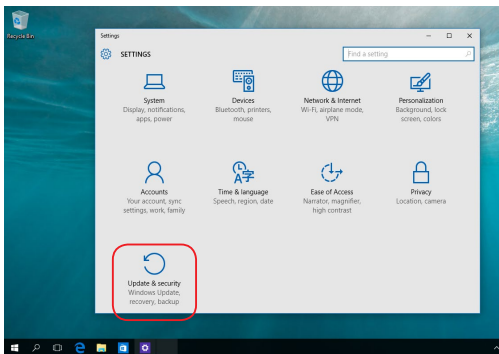 Recycle Bin
Settings
SETTINGS
Find a setting
System
Display, notifications,
apps, power
Devices
Bluetooth, printers,
mouse
Network & Internet
Wi-Fi, airplane mode,
VPN
Personalization
Background, lock
screen, colors
Accounts
Your account, sync
settings, work, family
Time & language
Speech, region, date
Ease of Access
Narrator, magnifier,
high contrast
Privacy
Location, camera
Update & security
Windows Update,
recovery, backup